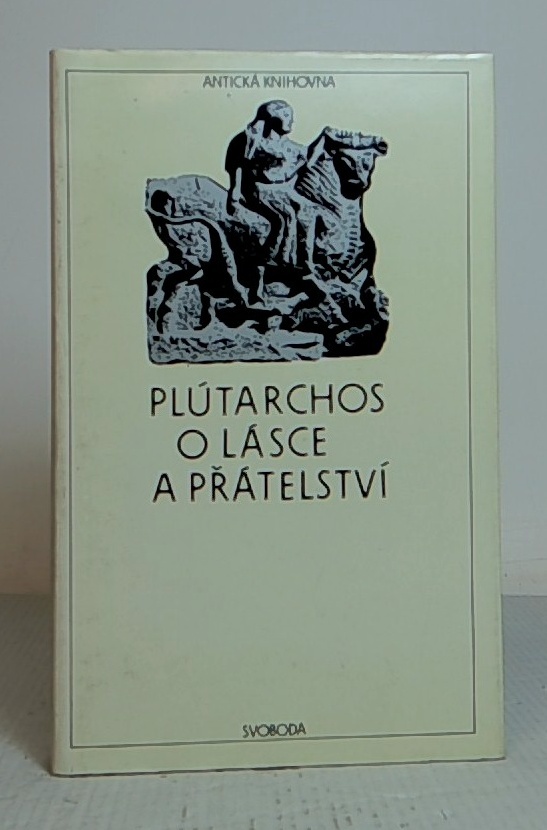 ANTICKÁ KNIHOVNA
PLÚTARCHOS
O LÁSCE
A PŘÁTELSTVÍ
SVOBODA